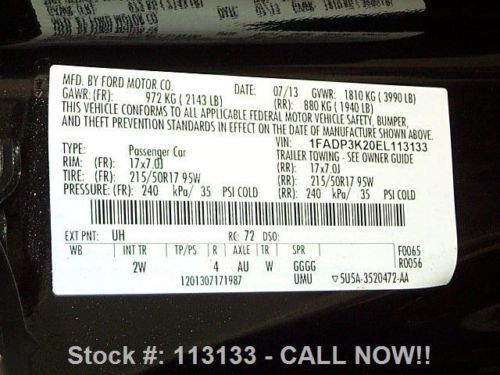 MFD. BY FORD MOTOR CO. DATE: 07/13 GVWR: 1810 KG ( 3990 LB)
GAWR: (FR): 972 KG ( 2143 LB) (RR): 880 KG ( 1940 LB)
THIS VEHICLE CONFORMS TO ALL APPLICABLE FEDERAL MOTOR VEHICLE SAFETY, BUMPER,
AND THEFT PREVENTION STANDARDS IN EFFECT ON THE DATE OF MANUFACTURE SHOWN ABOVE.
VIN: 1FADP3K20EL113133
TYPE: Passenger Car TRAILER TOWING - SEE OWNER GUIDE
RIM: (FR): 17x7.0J (RR): 17x7.0J
TIRE: (FR): 215/50R17 95W (RR): 215/50R17 95W
PRESSURE: (FR): 240 kPa/ 35 PSI COLD (RR): 240 kPa/ 35 PSI COLD
EXT PNT: UH RC: 72 DSO: F0065
WB INT TR TP/PS R AXLE TR SPR R0056
2W 4 AU W GGGG
1201307171987 UMU ▽5U5A-3520472-AA
Stock #: 113133 - CALL NOW!!